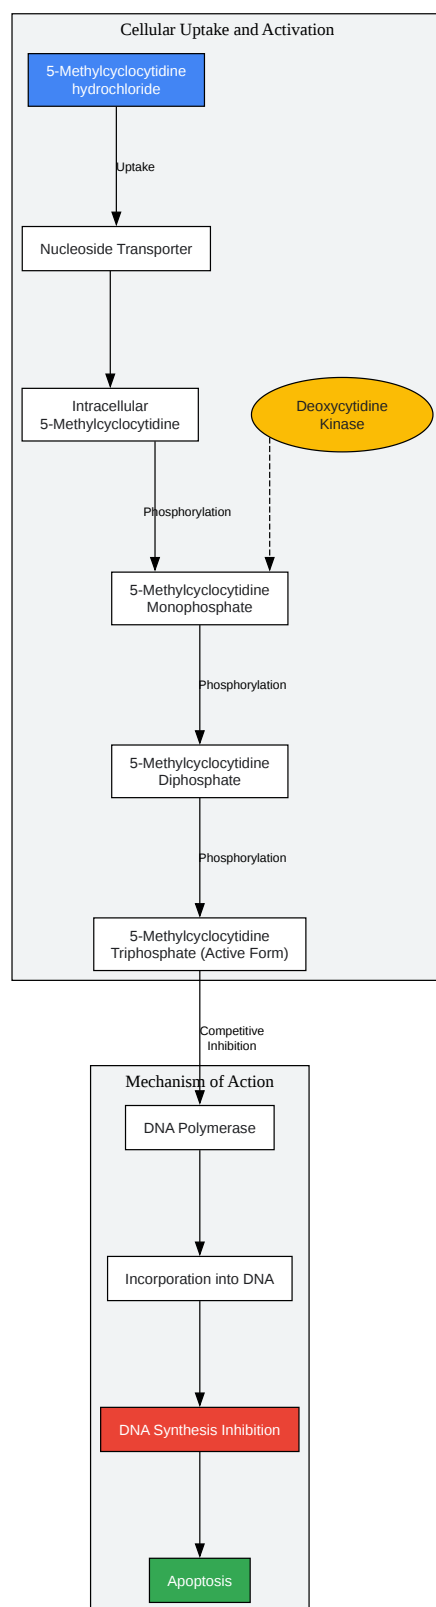 Cellular Uptake and Activation
5-Methylcyclocytidine
hydrochloride
Uptake
Nucleoside Transporter
Intracellular
5-Methylcyclocytidine
Deoxycytidine
Kinase
Phosphorylation
5-Methylcyclocytidine
Monophosphate
Phosphorylation
5-Methylcyclocytidine
Diphosphate
Phosphorylation
5-Methylcyclocytidine
Triphosphate (Active Form)
Competitive
Inhibition
Mechanism of Action
DNA Polymerase
Incorporation into DNA
DNA Synthesis Inhibition
Apoptosis